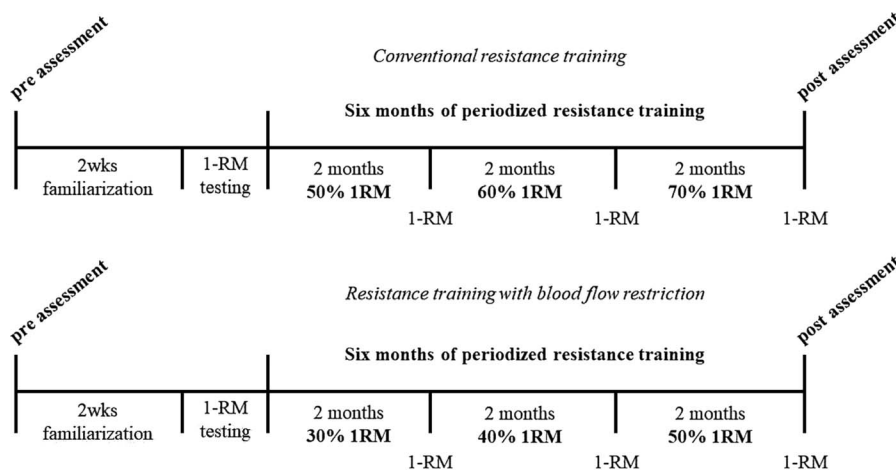 pre assessment
Conventional resistance training
post assessment
Six months of periodized resistance training
2wks
familiarization
1-RM
testing
2 months
50% 1RM
2 months
60% 1RM
2 months
70% 1RM
1-RM
1-RM
1-RM
pre assessment
Resistance training with blood flow restriction
post assessment
Six months of periodized resistance training
2wks
familiarization
1-RM
testing
2 months
30% 1RM
2 months
40% 1RM
2 months
50% 1RM
1-RM
1-RM
1-RM